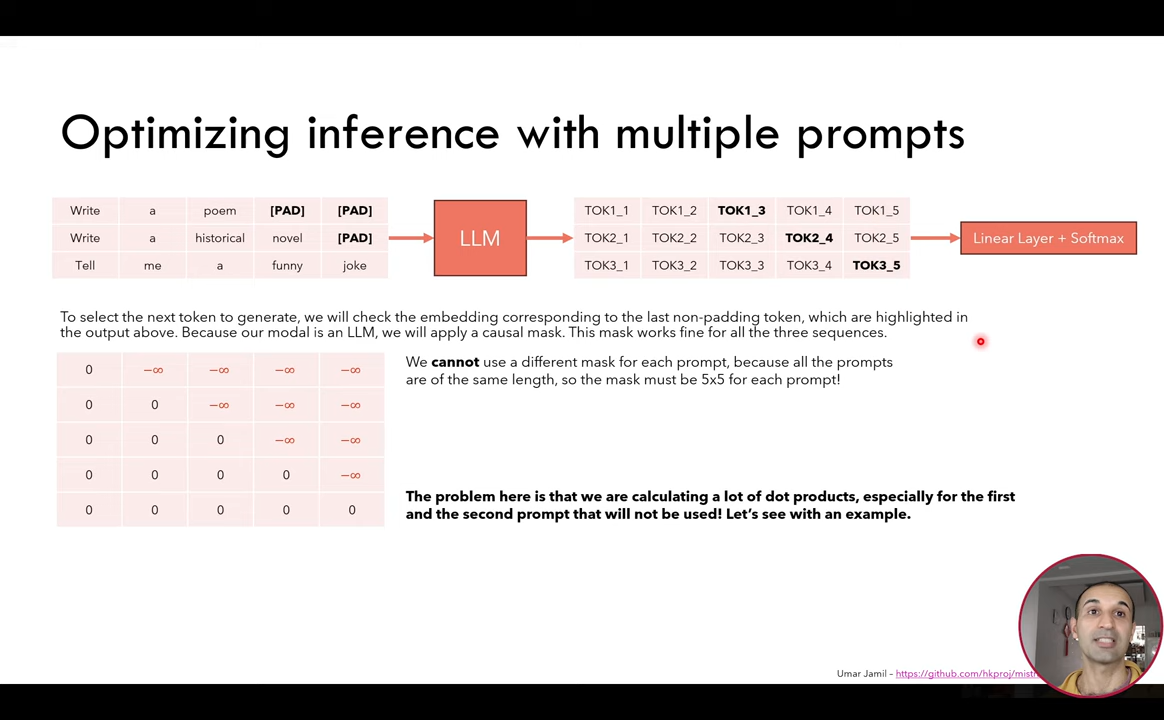 Optimizing inference with multiple prompts
Write a poem [PAD] [PAD]
Write a historical novel [PAD]
Tell me a funny joke
LLM
TOK1_1 TOK1_2 TOK1_3 TOK1_4 TOK1_5
TOK2_1 TOK2_2 TOK2_3 TOK2_4 TOK2_5
TOK3_1 TOK3_2 TOK3_3 TOK3_4 TOK3_5
Linear Layer + Softmax
To select the next token to generate, we will check the embedding corresponding to the last non-padding token, which are highlighted in
the output above. Because our modal is an LLM, we will apply a causal mask. This mask works fine for all the three sequences.
0 −∞ −∞ −∞ −∞
0 0 −∞ −∞ −∞
0 0 0 −∞ −∞
0 0 0 0 −∞
0 0 0 0 0
We cannot use a different mask for each prompt, because all the prompts
are of the same length, so the mask must be 5x5 for each prompt!
The problem here is that we are calculating a lot of dot products, especially for the first
and the second prompt that will not be used! Let's see with an example.
Umar Jamil – https://github.com/hkproj/mist